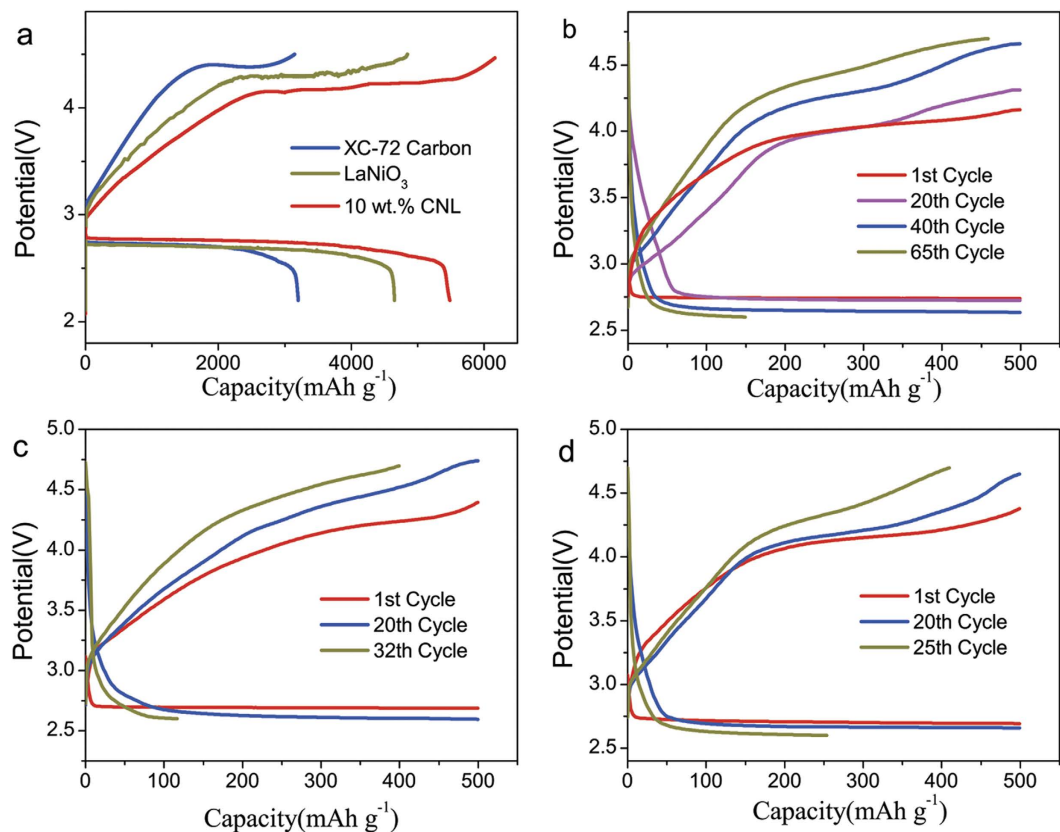 a
Potential(V)
4
3
2
XC-72 Carbon
LaNiO₃
10 wt.% CNL
0 2000 4000 6000
Capacity(mAh g⁻¹)
b
Potential(V)
4.5
4.0
3.5
3.0
2.5
1st Cycle
20th Cycle
40th Cycle
65th Cycle
0 100 200 300 400 500
Capacity(mAh g⁻¹)
c
Potential(V)
5.0
4.5
4.0
3.5
3.0
2.5
1st Cycle
20th Cycle
32th Cycle
0 100 200 300 400 500
Capacity(mAh g⁻¹)
d
Potential(V)
5.0
4.5
4.0
3.5
3.0
2.5
1st Cycle
20th Cycle
25th Cycle
0 100 200 300 400 500
Capacity(mAh g⁻¹)